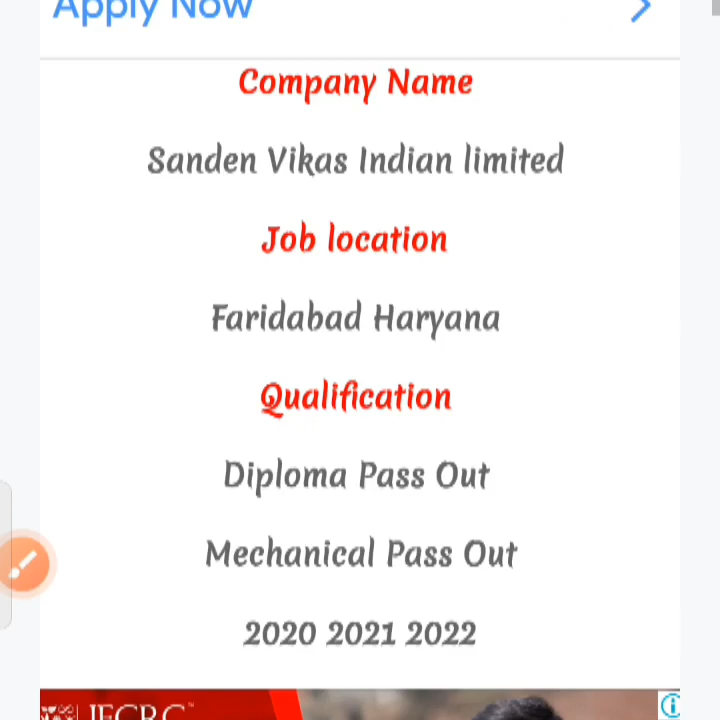 Apply Now
Company Name
Sanden Vikas Indian limited
Job location
Faridabad Haryana
Qualification
Diploma Pass Out
Mechanical Pass Out
2020 2021 2022
JECRC